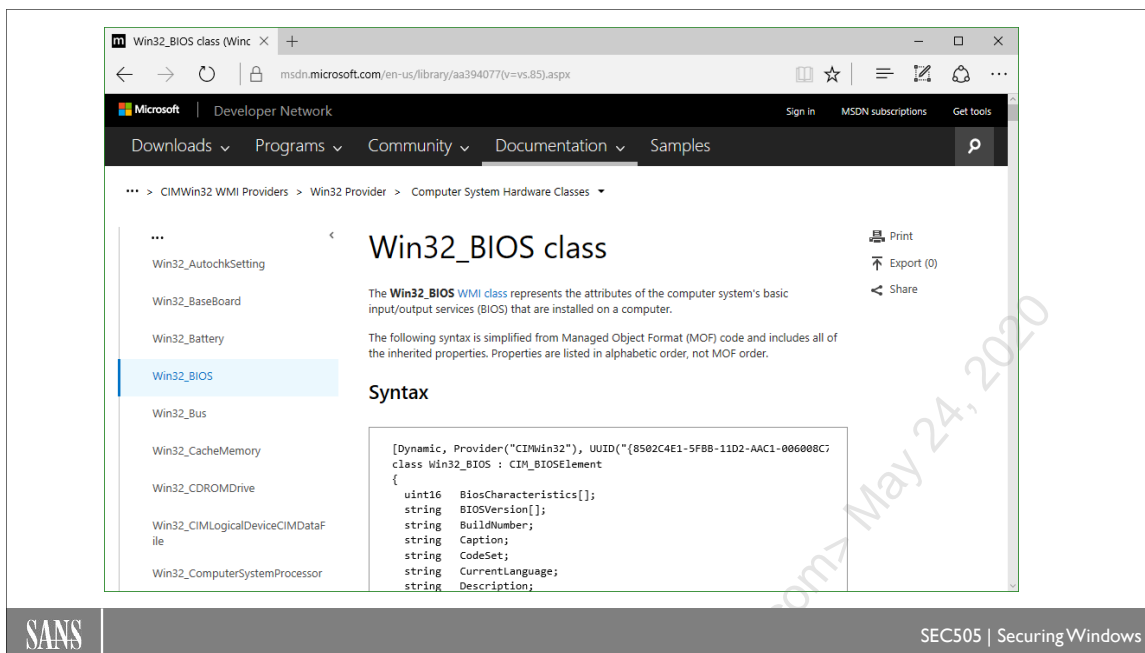 Win32_BIOS class (Winc
msdn.microsoft.com/en-us/library/aa394077(v=vs.85).aspx
Microsoft Developer Network
Sign in MSDN subscriptions Get tools
Downloads Programs Community Documentation Samples
... > CIMWin32 WMI Providers > Win32 Provider > Computer System Hardware Classes
...
Win32_AutochkSetting
Win32_BaseBoard
Win32_Battery
Win32_BIOS
Win32_Bus
Win32_CacheMemory
Win32_CDROMDrive
Win32_CIMLogicalDeviceCIMDataF
ile
Win32_ComputerSystemProcessor
Win32_BIOS class
The Win32_BIOS WMI class represents the attributes of the computer system's basic
input/output services (BIOS) that are installed on a computer.
The following syntax is simplified from Managed Object Format (MOF) code and includes all of
the inherited properties. Properties are listed in alphabetic order, not MOF order.
Syntax
[Dynamic, Provider("CIMWin32"), UUID("{8502C4E1-5FBB-11D2-AAC1-006008C7
class Win32_BIOS : CIM_BIOSElement
{
uint16 BiosCharacteristics[];
string BIOSVersion[];
string BuildNumber;
string Caption;
string CodeSet;
string CurrentLanguage;
string Description;
Print
Export (0)
Share
com> May 24, 2020
SANS
SEC505 | Securing Windows